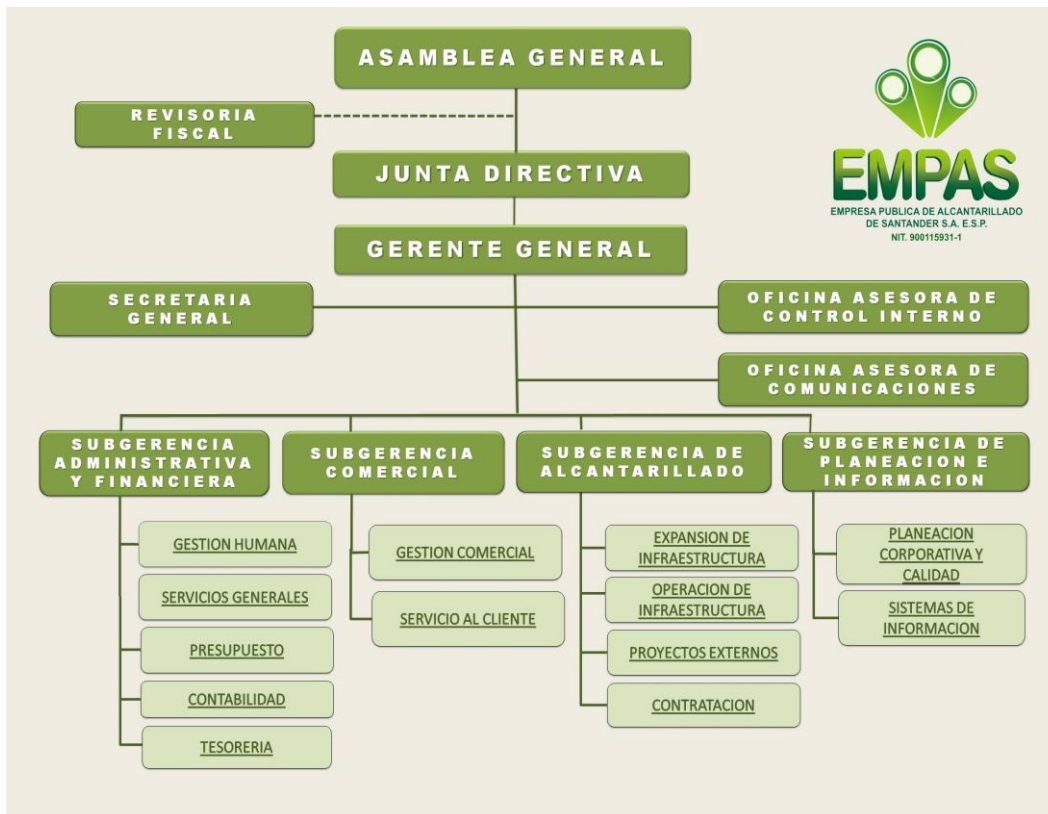 ASAMBLEA GENERAL
REVISORIA
FISCAL
JUNTA DIRECTIVA
EMPAS
EMPRESA PUBLICA DE ALCANTARILLADO
DE SANTANDER S.A. E.S.P.
NIT. 900115931-1
GERENTE GENERAL
SECRETARIA
GENERAL
OFICINA ASESORA DE
CONTROL INTERNO
OFICINA ASESORA DE
COMUNICACIONES
SUBGERENCIA
ADMINISTRATIVA
Y FINANCIERA
GESTION HUMANA
SERVICIOS GENERALES
PRESUPUESTO
CONTABILIDAD
TESORERIA
SUBGERENCIA
COMERCIAL
GESTION COMERCIAL
SERVICIO AL CLIENTE
SUBGERENCIA DE
ALCANTARILLADO
EXPANSION DE
INFRAESTRUCTURA
OPERACION DE
INFRAESTRUCTURA
PROYECTOS EXTERNOS
CONTRATACION
SUBGERENCIA DE
PLANEACION E
INFORMACION
PLANEACION
CORPORATIVA Y
CALIDAD
SISTEMAS DE
INFORMACION